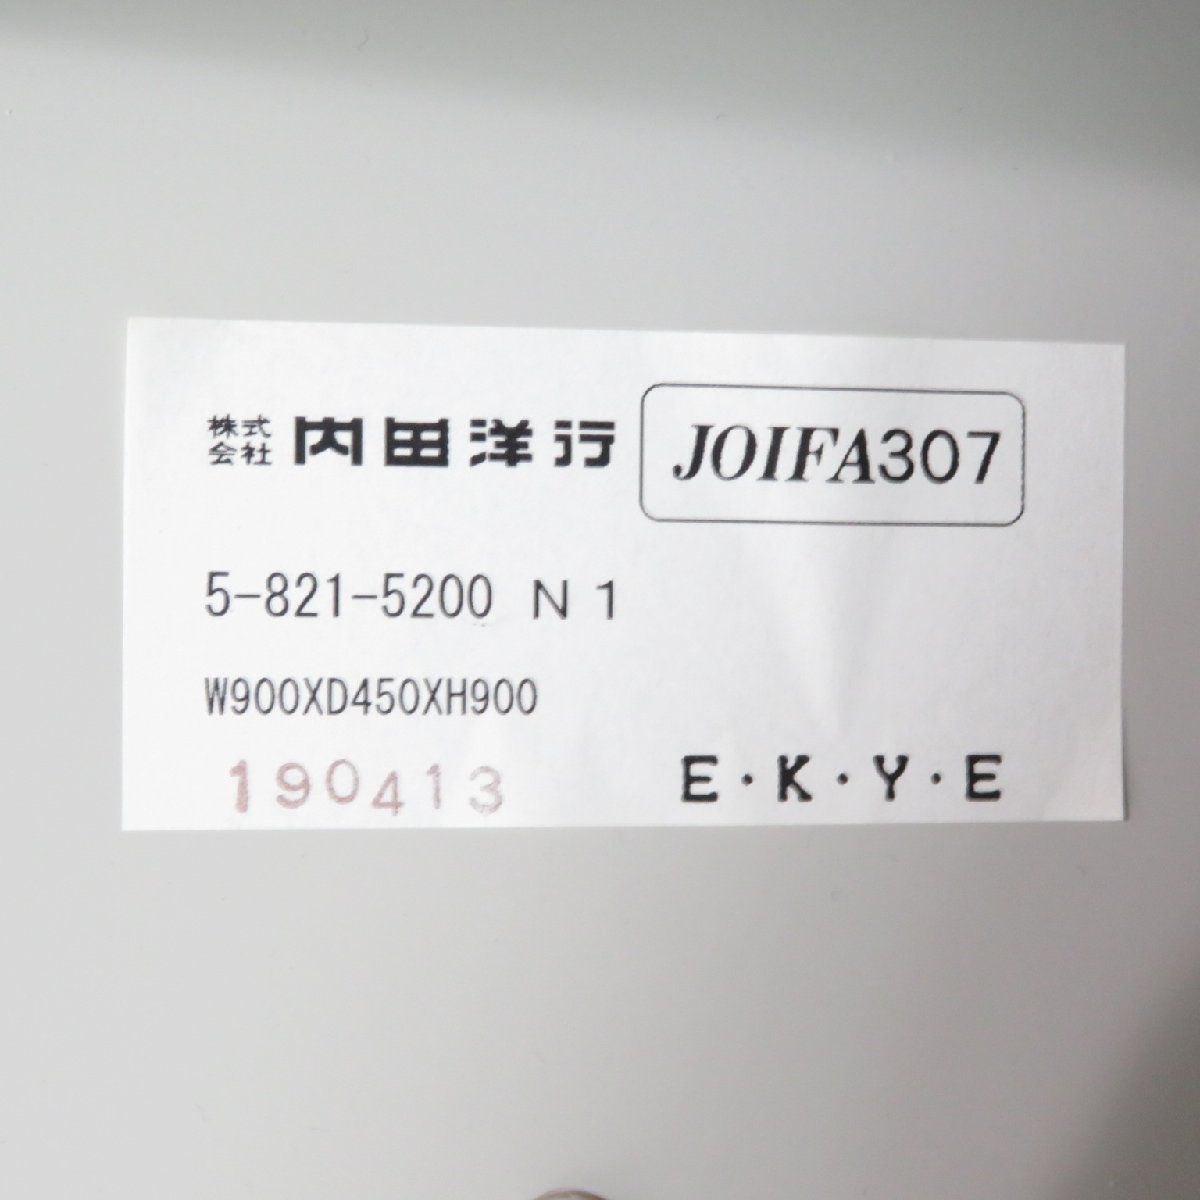 株式会社 内田洋行 JOIFA307
5-821-5200 N1
W900XD450XH900
190413 E・K・Y・E